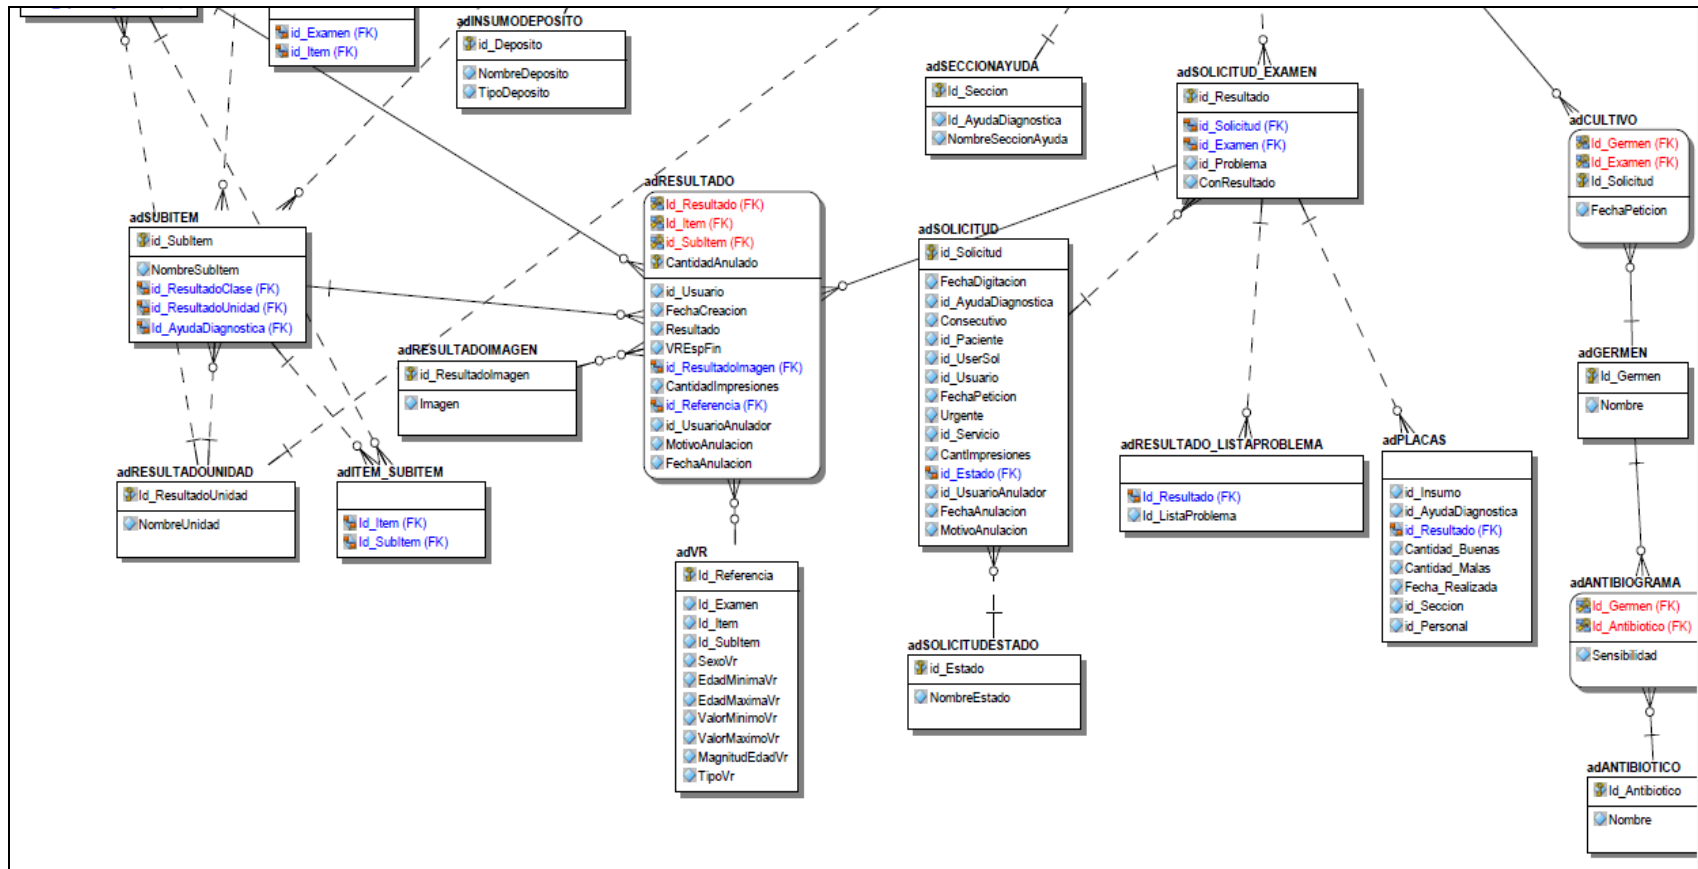 id_Examen (FK)
id_Item (FK)
adINSUMODEPOSITO
id_Deposito
NombreDeposito
TipoDeposito
adSECCIONAYUDA
Id_Seccion
Id_AyudaDiagnostica
NombreSeccionAyuda
adSOLICITUD_EXAMEN
id_Resultado
id_Solicitud (FK)
id_Examen (FK)
id_Problema
ConResultado
adCULTIVO
Id_Germen (FK)
Id_Examen (FK)
Id_Solicitud
FechaPeticion
adSUBITEM
id_SubItem
NombreSubItem
id_ResultadoClase (FK)
id_ResultadoUnidad (FK)
Id_AyudaDiagnostica (FK)
adRESULTADO
Id_Resultado (FK)
Id_Item (FK)
id_SubItem (FK)
CantidadAnulado
id_Usuario
FechaCreacion
Resultado
VREspFin
id_ResultadoImagen (FK)
CantidadImpresiones
id_Referencia (FK)
id_UsuarioAnulador
MotivoAnulacion
FechaAnulacion
adSOLICITUD
id_Solicitud
FechaDigitacion
id_AyudaDiagnostica
Consecutivo
id_Paciente
id_UserSol
id_Usuario
FechaPeticion
Urgente
id_Servicio
CantImpresiones
id_Estado (FK)
id_UsuarioAnulador
FechaAnulacion
MotivoAnulacion
adRESULTADOIMAGEN
id_ResultadoImagen
Imagen
adGERMEN
Id_Germen
Nombre
adRESULTADOUNIDAD
Id_ResultadoUnidad
NombreUnidad
adITEM_SUBITEM
Id_Item (FK)
Id_SubItem (FK)
adRESULTADO_LISTAPROBLEMA
Id_Resultado (FK)
Id_ListaProblema
adPLACAS
id_Insumo
id_AyudaDiagnostica
id_Resultado (FK)
Cantidad_Buenas
Cantidad_Malas
Fecha_Realizada
id_Seccion
id_Personal
adVR
Id_Referencia
Id_Examen
Id_Item
Id_SubItem
SexoVr
EdadMinimaVr
EdadMaximaVr
ValorMinimoVr
ValorMaximoVr
MagnitudEdadVr
TipoVr
adSOLICITUDESTADO
id_Estado
NombreEstado
adANTIBIOGRAMA
Id_Germen (FK)
Id_Antibiotico (FK)
Sensibilidad
adANTIBIOTICO
Id_Antibiotico
Nombre